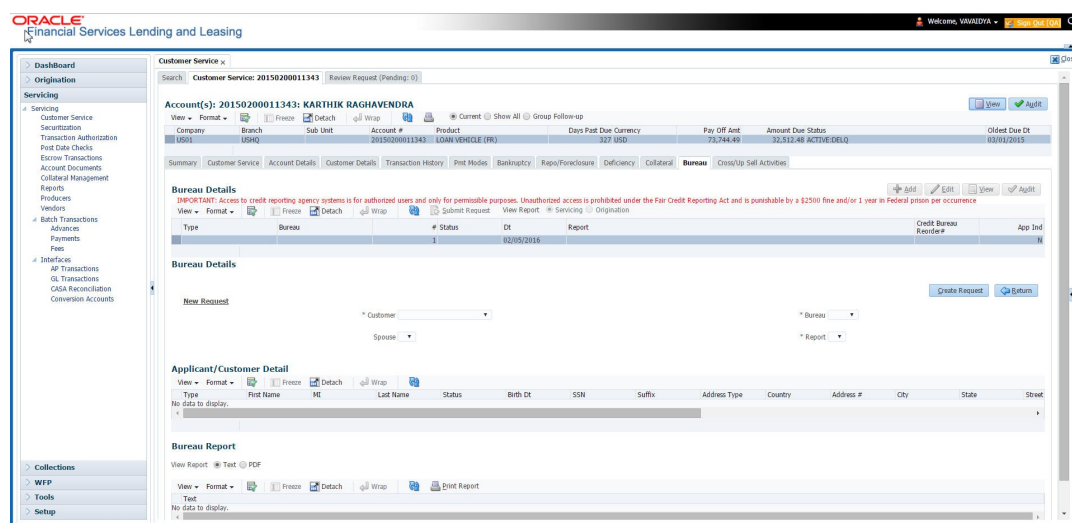 ORACLE
Welcome, VAVAIDYA Sign Out [QA]
Financial Services Lending and Leasing
DashBoard
Origination
Servicing
Servicing
Customer Service
Securitization
Transaction Authorization
Post Date Checks
Escrow Transactions
Account Documents
Collateral Management
Reports
Producers
Vendors
Batch Transactions
Advances
Payments
Fees
Interfaces
AP Transactions
GL Transactions
CASA Reconciliation
Conversion Accounts
Collections
WFP
Tools
Setup
Customer Service x
Search Customer Service: 20150200011343 Review Request (Pending: 0)
Account(s): 20150200011343: KARTHIK RAGHAVENDRA View Audit
View Format Freeze Detach Wrap Current Show All Group Follow-up
Company Branch Sub Unit Account # Product Days Past Due Currency Pay Off Amt Amount Due Status Oldest Due Dt
US01 USHQ 20150200011343 LOAN VEHICLE (FR) 327 USD 73,744.49 32,512.48 ACTIVE:DELQ 03/01/2015
Summary Customer Service Account Details Customer Details Transaction History Pmt Modes Bankruptcy Repo/Foreclosure Deficiency Collateral Bureau Cross/Up Sell Activities
Bureau Details Add Edit View Audit
IMPORTANT: Access to credit reporting agency systems is for authorized users and only for permissible purposes. Unauthorized access is prohibited under the Fair Credit Reporting Act and is punishable by a $2500 fine and/or 1 year in Federal prison per occurrence
View Format Freeze Detach Wrap Submit Request View Report Servicing Origination
Type Bureau # Status Dt Report Credit Bureau Reorder# App Ind
1 02/05/2016 N
Bureau Details
Create Request Return
New Request
* Customer * Bureau
Spouse * Report
Applicant/Customer Detail
View Format Freeze Detach Wrap
Type First Name MI Last Name Status Birth Dt SSN Suffix Address Type Country Address # City State Street
No data to display.
Bureau Report
View Report Text PDF
View Format Freeze Detach Wrap Print Report
Text
No data to display.